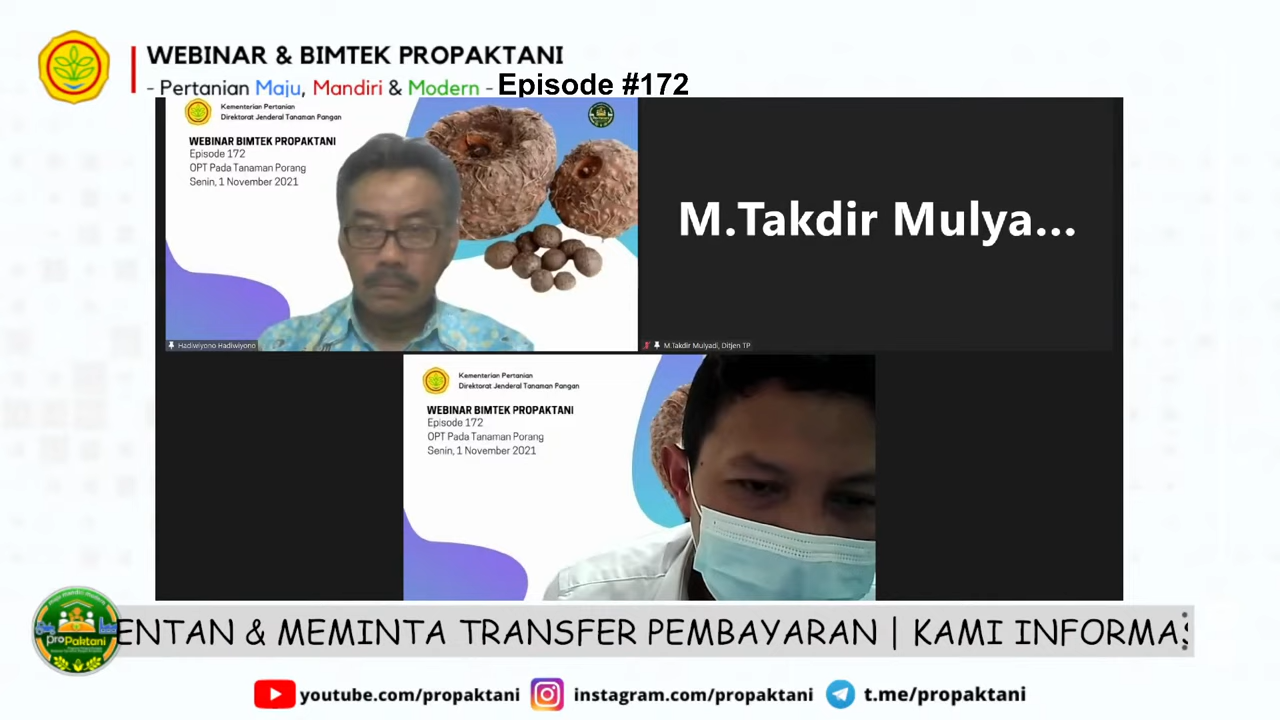 WEBINAR & BIMTEK PROPAKTANI
- Pertanian Maju, Mandiri & Modern - Episode #172
Kementerian Pertanian
Direktorat Jenderal Tanaman Pangan
WEBINAR BIMTEK PROPAKTANI
Episode 172
OPT Pada Tanaman Porang
Senin, 1 November 2021
Hadiwiyono Hadiwiyono
M.Takdir Mulya...
M.Takdir Mulyadi, Ditjen TP
Kementerian Pertanian
Direktorat Jenderal Tanaman Pangan
WEBINAR BIMTEK PROPAKTANI
Episode 172
OPT Pada Tanaman Porang
Senin, 1 November 2021
proPaktani
ENTAN & MEMINTA TRANSFER PEMBAYARAN | KAMI INFORMAS
youtube.com/propaktani instagram.com/propaktani t.me/propaktani